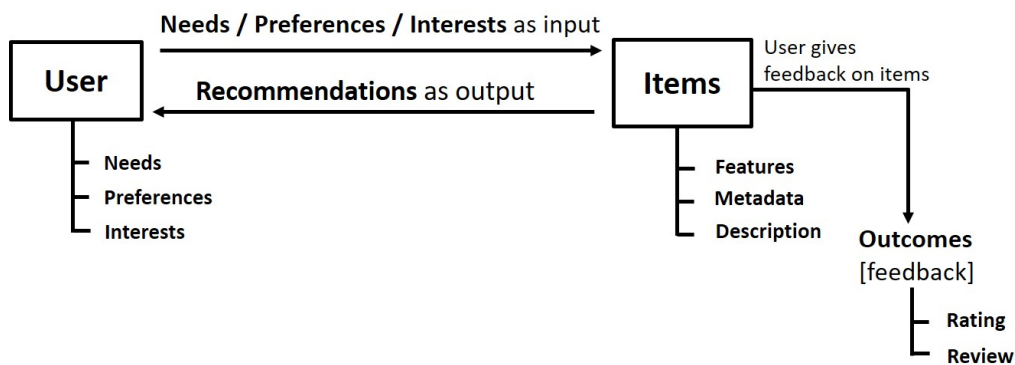 Needs / Preferences / Interests as input
User
Recommendations as output
Items
User gives
feedback on items
Needs
Preferences
Interests
Features
Metadata
Description
Outcomes
[feedback]
Rating
Review